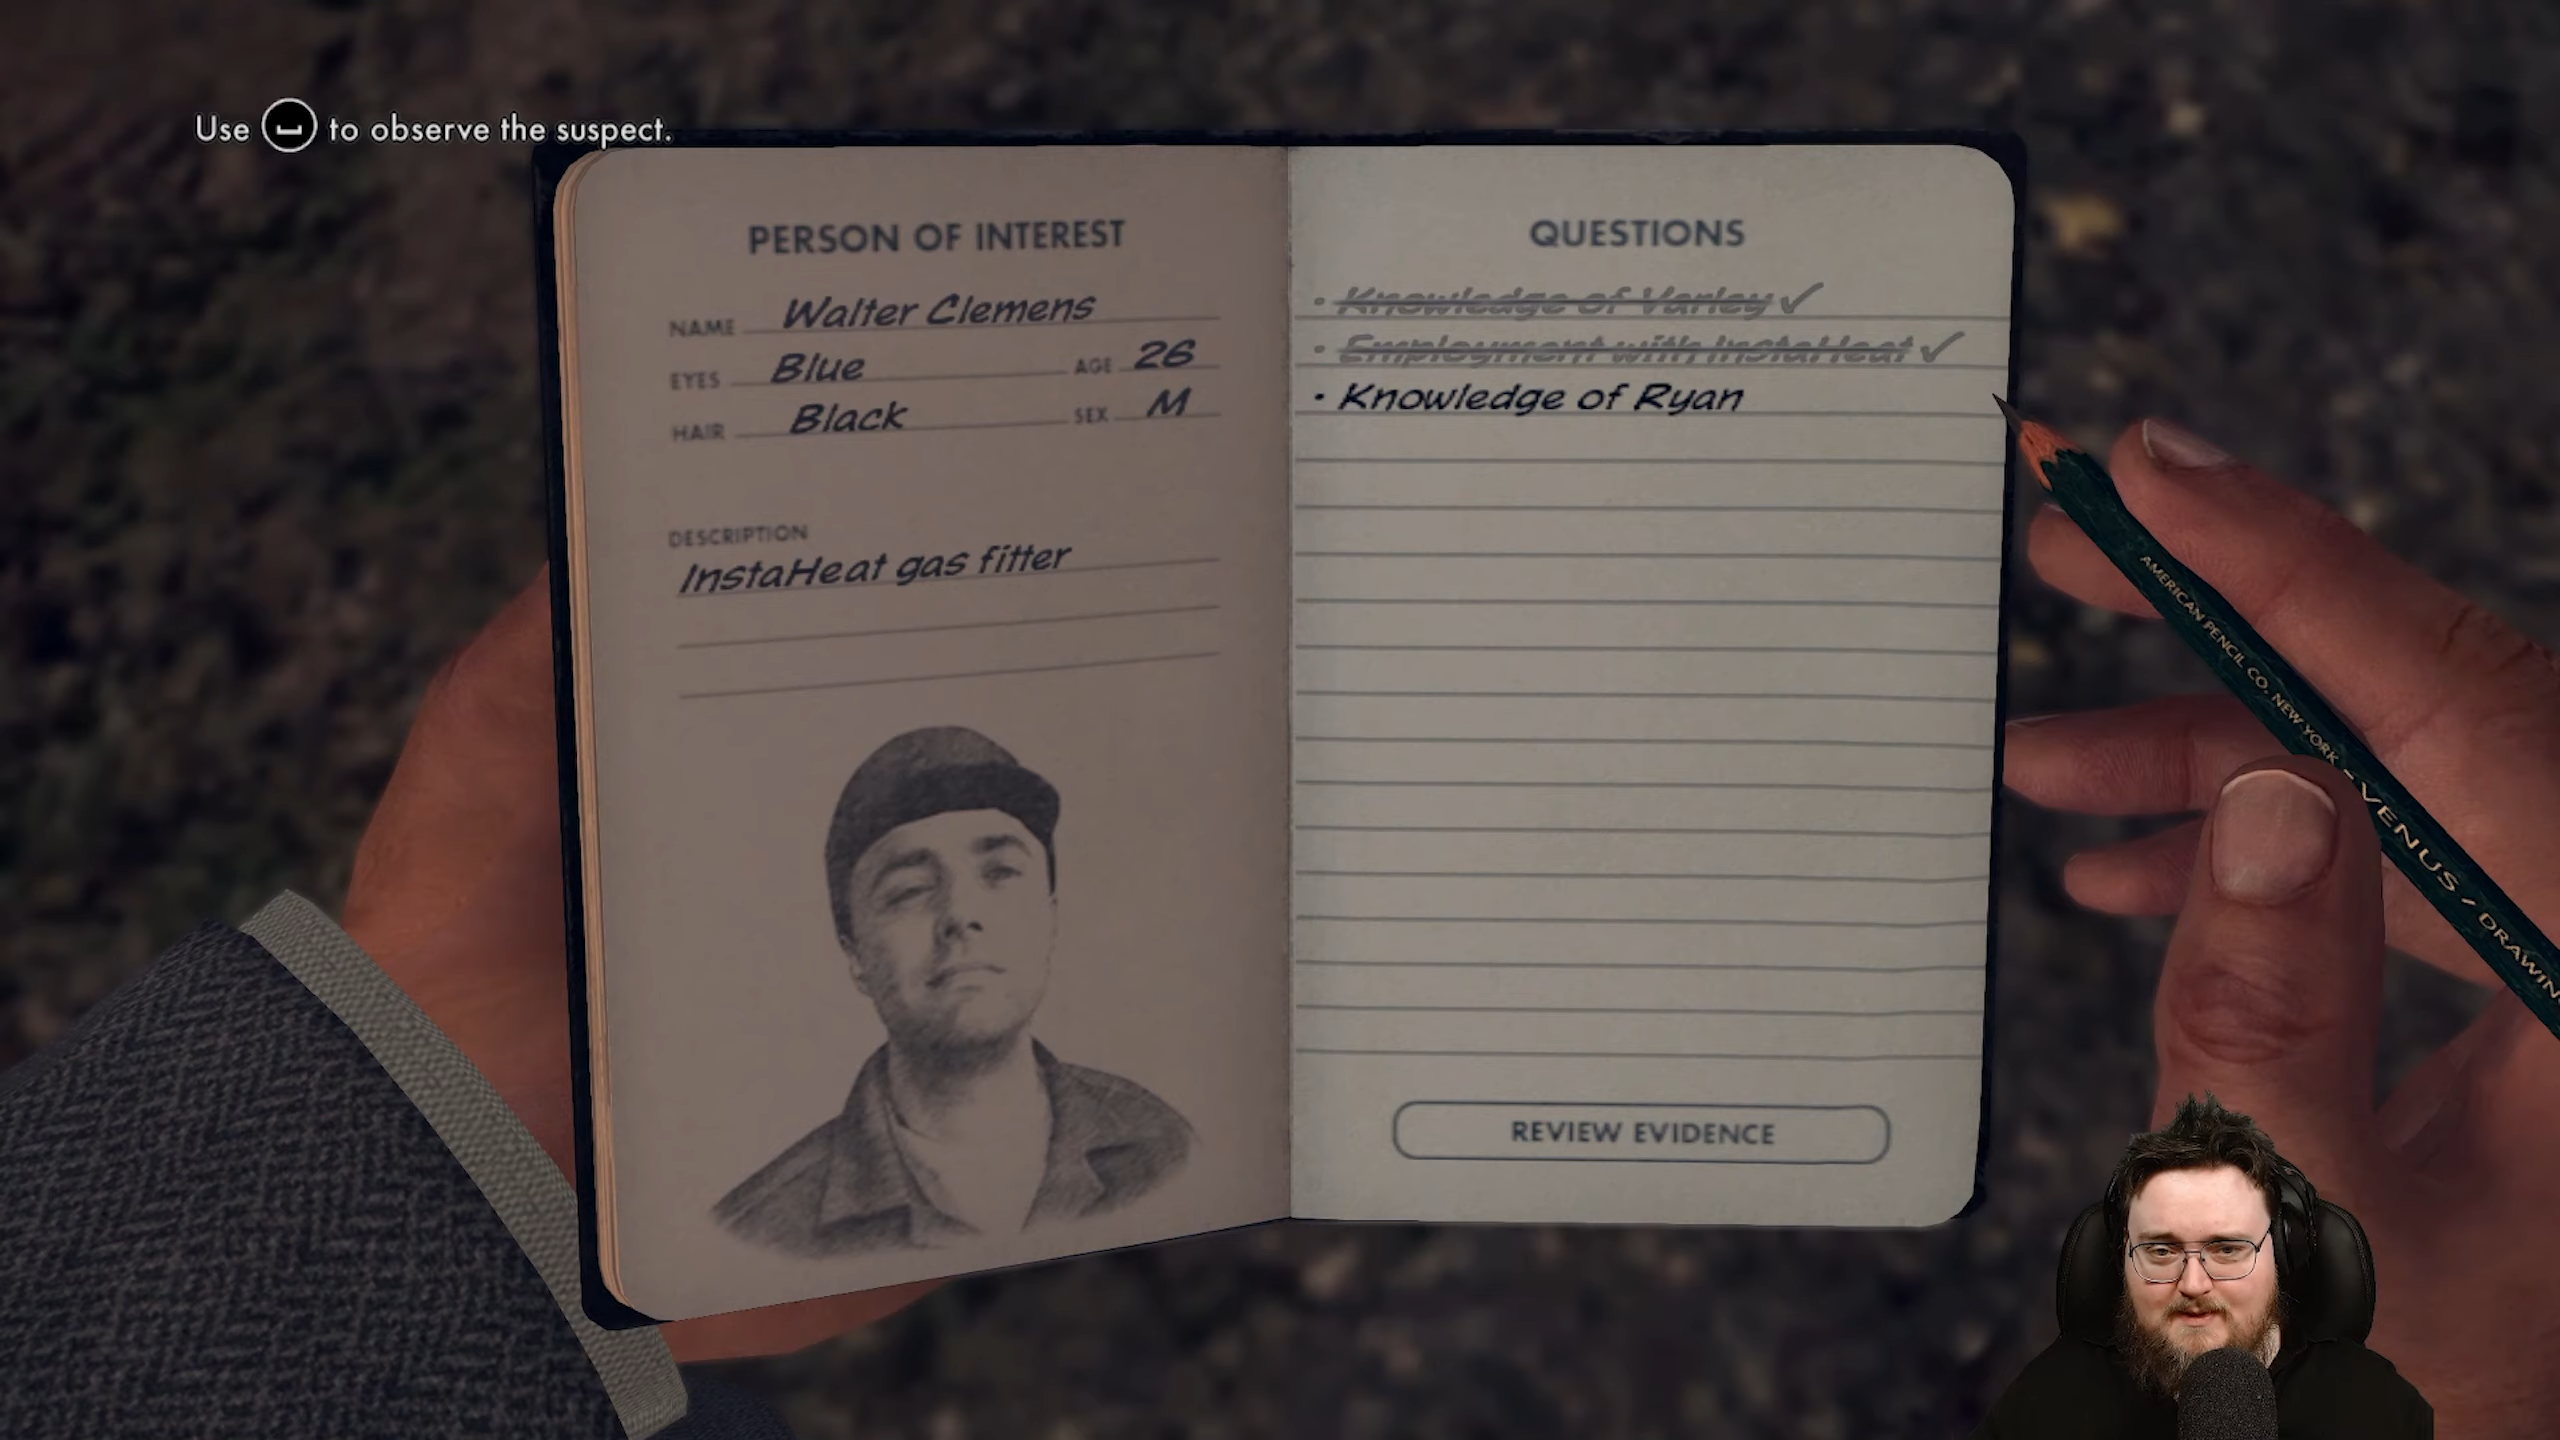 Use to observe the suspect.
PERSON OF INTEREST
NAME Walter Clemens
EYES Blue AGE 26
HAIR Black SEX M
DESCRIPTION
InstaHeat gas fitter
QUESTIONS
• Knowledge of Varley ✓
• Employment with InstaHeat ✓
• Knowledge of Ryan
REVIEW EVIDENCE
AMERICAN PENCIL CO. NEW YORK - VENUS / DRAWING